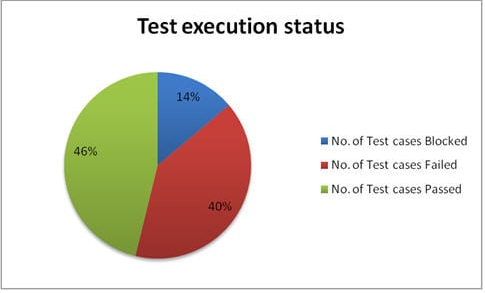 Test execution status
14%
46%
40%
No. of Test cases Blocked
No. of Test cases Failed
No. of Test cases Passed